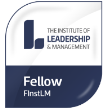 THE INSTITUTE OF
LEADERSHIP
& MANAGEMENT
Fellow
FInstLM